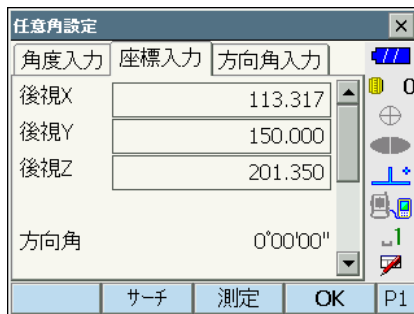 任意角設定
角度入力 座標入力 方向角入力
後視X 113.317 0
後視Y 150.000
後視Z 201.350
方向角 0°00'00" 1
サーチ 測定 OK P1